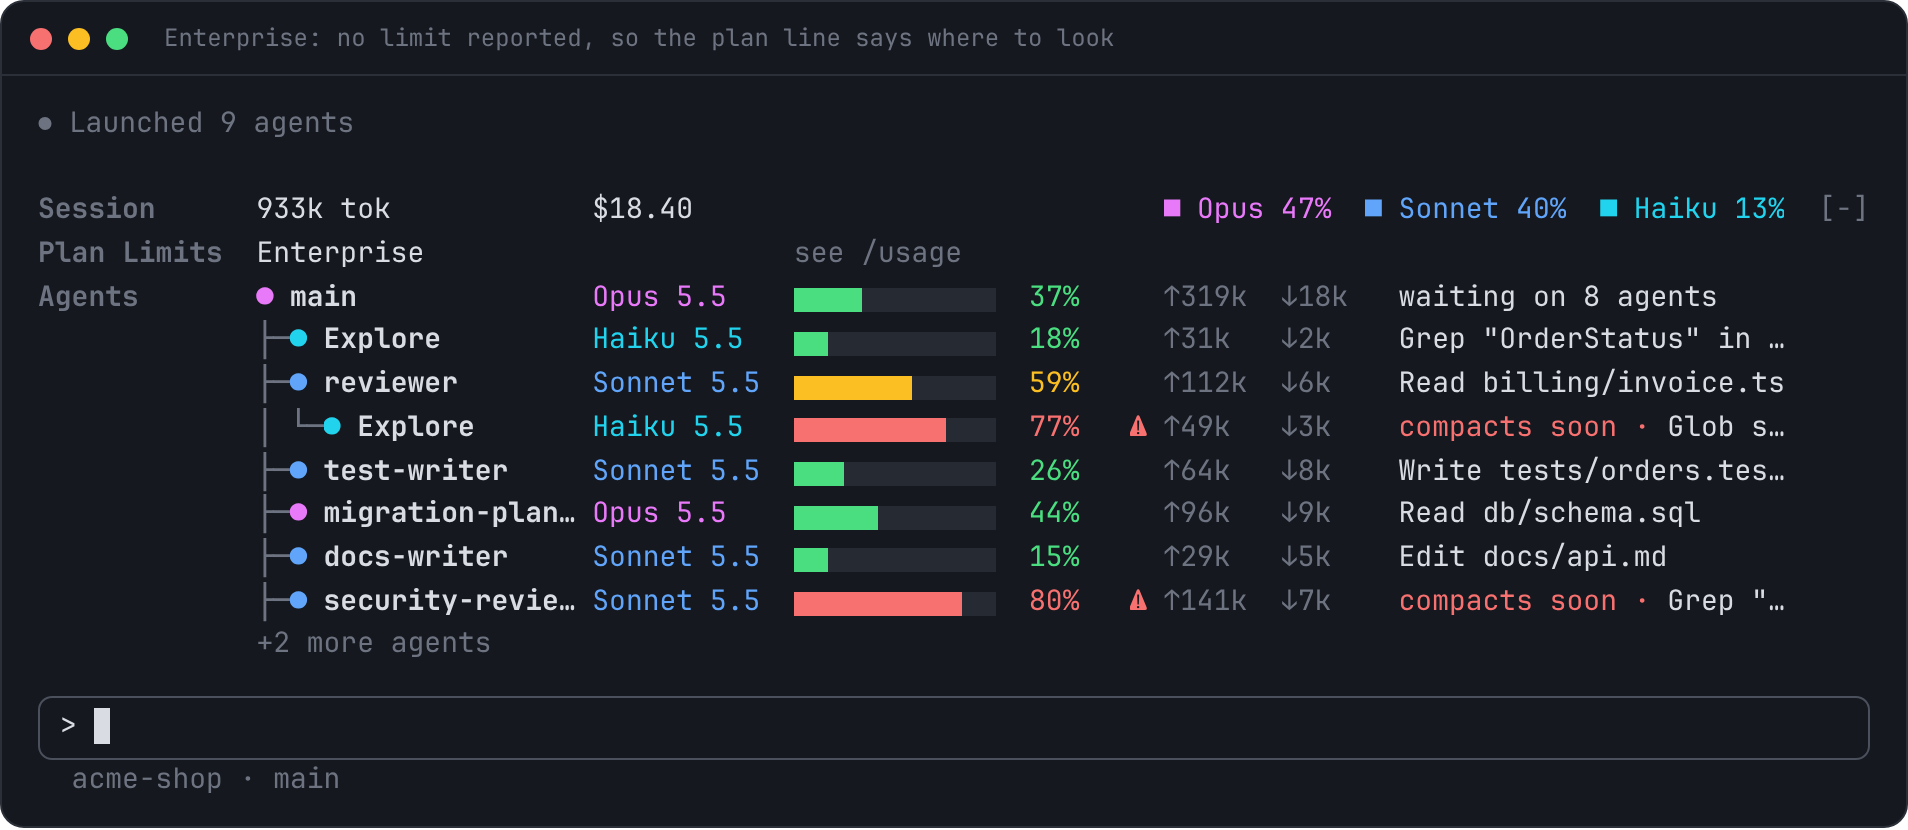 Enterprise: no limit reported, so the plan line says where to look
● Launched 9 agents
Session 933k tok $18.40 ■ Opus 47% ■ Sonnet 40% ■ Haiku 13% [-]
Plan Limits Enterprise see /usage
Agents ● main Opus 5.5 37% ↑319k ↓18k waiting on 8 agents
├─● Explore Haiku 5.5 18% ↑31k ↓2k Grep "OrderStatus" in …
├─● reviewer Sonnet 5.5 59% ↑112k ↓6k Read billing/invoice.ts
│ └─● Explore Haiku 5.5 77% ⚠ ↑49k ↓3k compacts soon · Glob s…
├─● test-writer Sonnet 5.5 26% ↑64k ↓8k Write tests/orders.tes…
├─● migration-plan… Opus 5.5 44% ↑96k ↓9k Read db/schema.sql
├─● docs-writer Sonnet 5.5 15% ↑29k ↓5k Edit docs/api.md
├─● security-revie… Sonnet 5.5 80% ⚠ ↑141k ↓7k compacts soon · Grep "…
+2 more agents
>
acme-shop · main